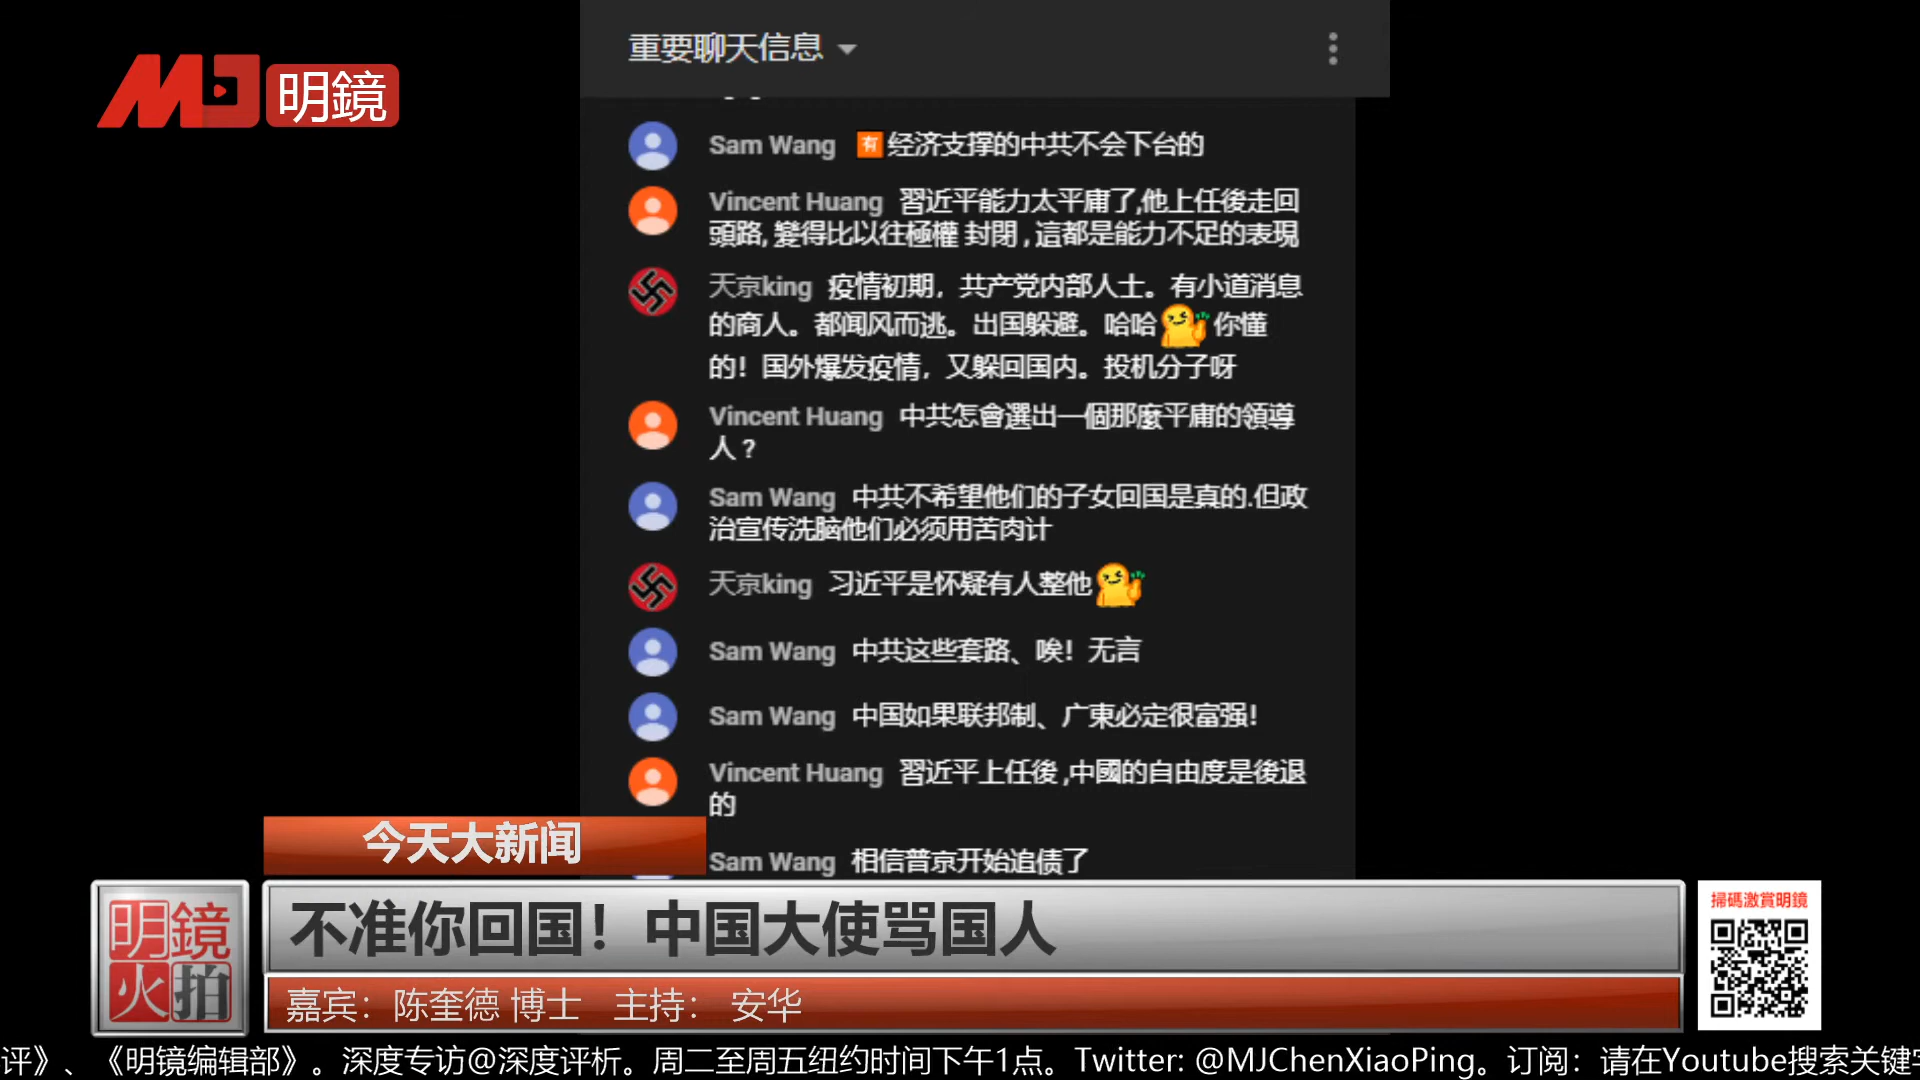 重要聊天信息
MJ 明鏡
Sam Wang 🈶经济支撑的中共不会下台的
Vincent Huang 習近平能力太平庸了,他上任後走回
頭路, 變得比以往極權 封閉 , 這都是能力不足的表現
天京king 疫情初期，共产党内部人士。有小道消息
的商人。都闻风而逃。出国躲避。哈哈 你懂
的！国外爆发疫情，又躲回国内。投机分子呀
Vincent Huang 中共怎會選出一個那麼平庸的領導
人？
Sam Wang 中共不希望他们的子女回国是真的.但政
治宣传洗脑他们必须用苦肉计
天京king 习近平是怀疑有人整他
Sam Wang 中共这些套路、唉！无言
Sam Wang 中国如果联邦制、广東必定很富强！
Vincent Huang 習近平上任後 ,中國的自由度是後退
的
Sam Wang 相信普京开始追债了
今天大新闻
不准你回国！中国大使骂国人
嘉宾：陈奎德 博士 主持： 安华
明鏡
火拍
掃碼激賞明鏡
评》、《明镜编辑部》。深度专访@深度评析。周二至周五纽约时间下午1点。Twitter: @MJChenXiaoPing。订阅：请在Youtube搜索关键字